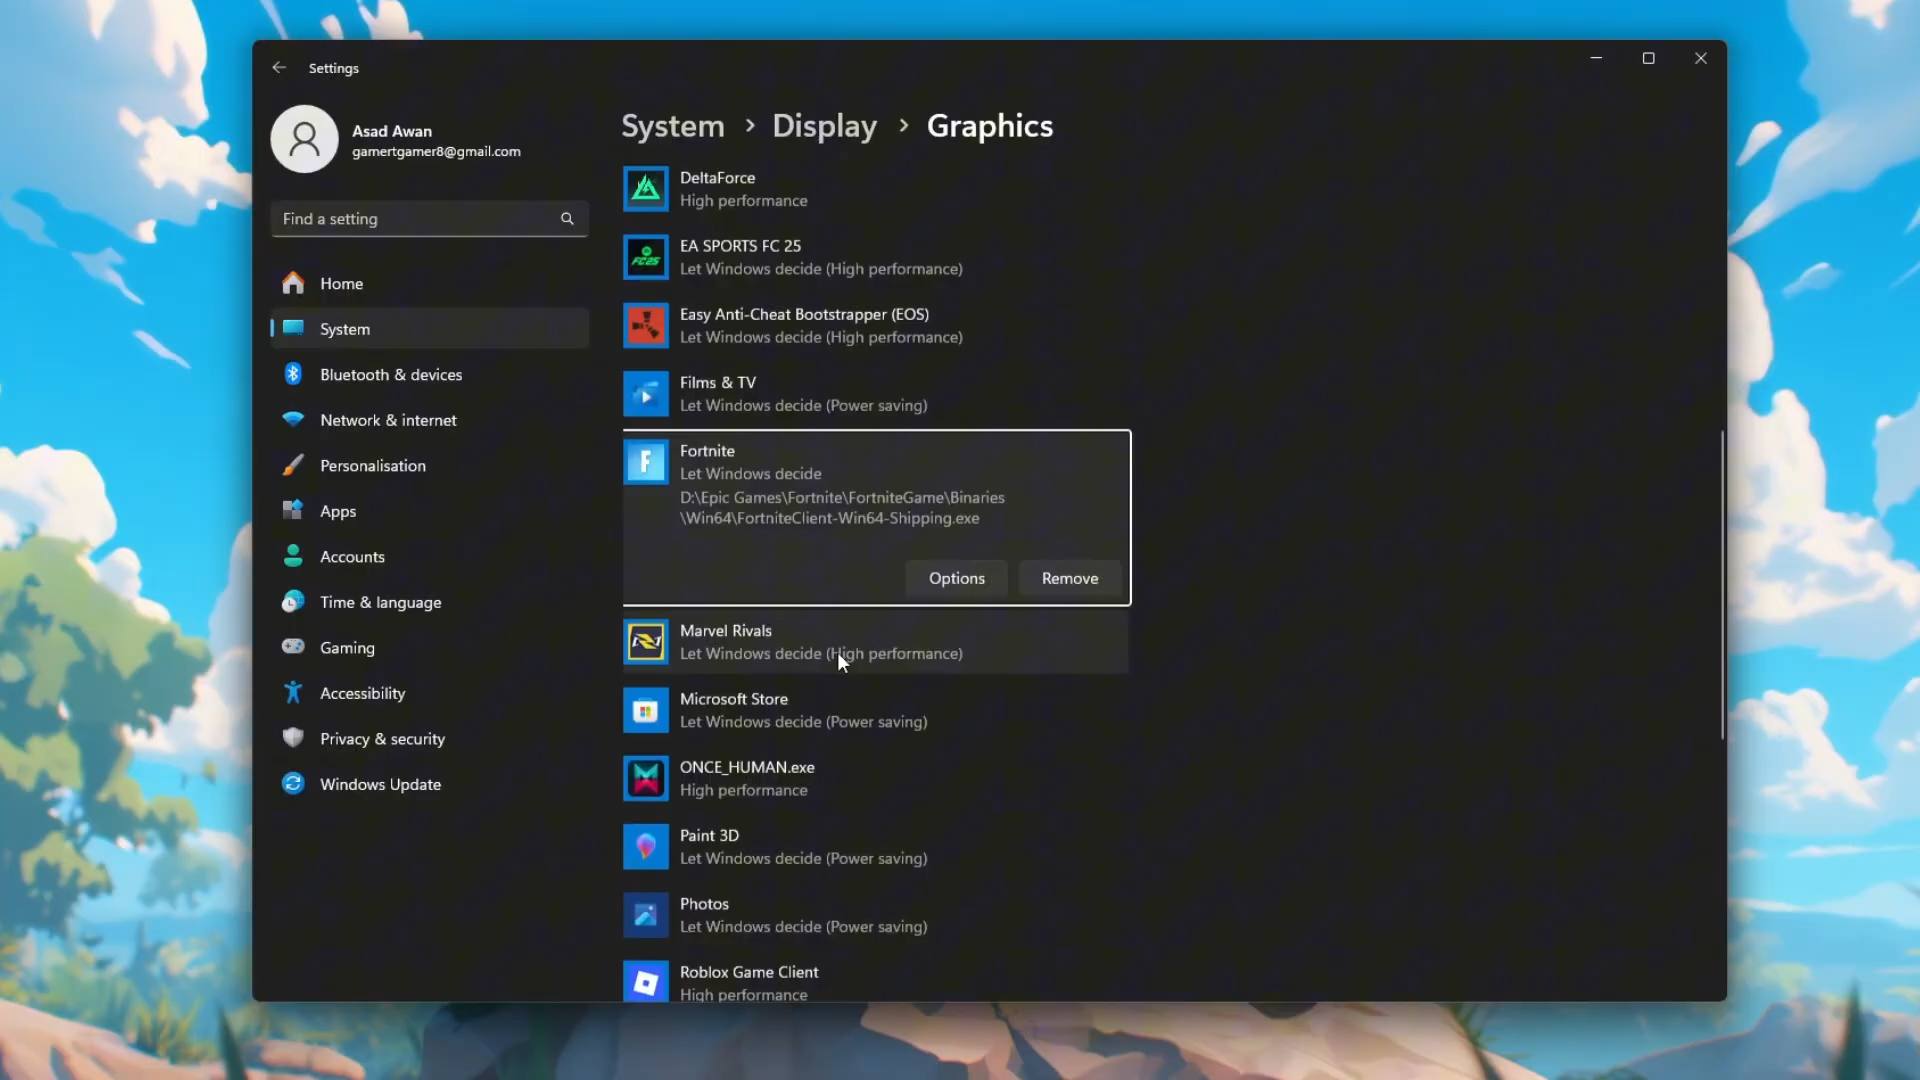 Settings
Asad Awan
gamertgamer8@gmail.com
Find a setting
Home
System
Bluetooth & devices
Network & internet
Personalisation
Apps
Accounts
Time & language
Gaming
Accessibility
Privacy & security
Windows Update
System > Display > Graphics
DeltaForce
High performance
EA SPORTS FC 25
Let Windows decide (High performance)
Easy Anti-Cheat Bootstrapper (EOS)
Let Windows decide (High performance)
Films & TV
Let Windows decide (Power saving)
F
Fortnite
Let Windows decide
D:\Epic Games\Fortnite\FortniteGame\Binaries
\Win64\FortniteClient-Win64-Shipping.exe
Options
Remove
Marvel Rivals
Let Windows decide (High performance)
Microsoft Store
Let Windows decide (Power saving)
ONCE_HUMAN.exe
High performance
Paint 3D
Let Windows decide (Power saving)
Photos
Let Windows decide (Power saving)
Roblox Game Client
High performance